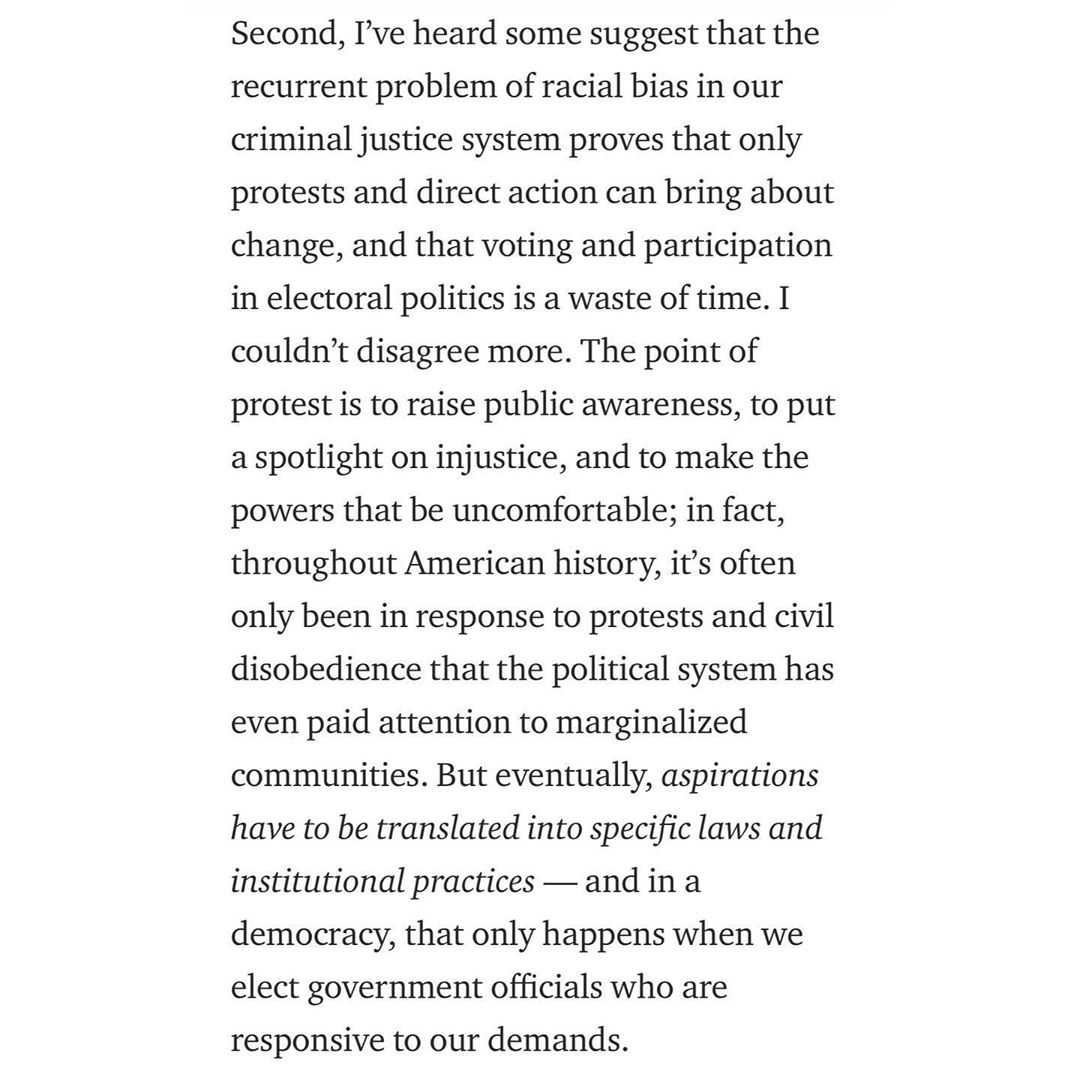 Second, I’ve heard some suggest that the
recurrent problem of racial bias in our
criminal justice system proves that only
protests and direct action can bring about
change, and that voting and participation
in electoral politics is a waste of time. I
couldn’t disagree more. The point of
protest is to raise public awareness, to put
a spotlight on injustice, and to make the
powers that be uncomfortable; in fact,
throughout American history, it’s often
only been in response to protests and civil
disobedience that the political system has
even paid attention to marginalized
communities. But eventually, aspirations
have to be translated into specific laws and
institutional practices — and in a
democracy, that only happens when we
elect government officials who are
responsive to our demands.